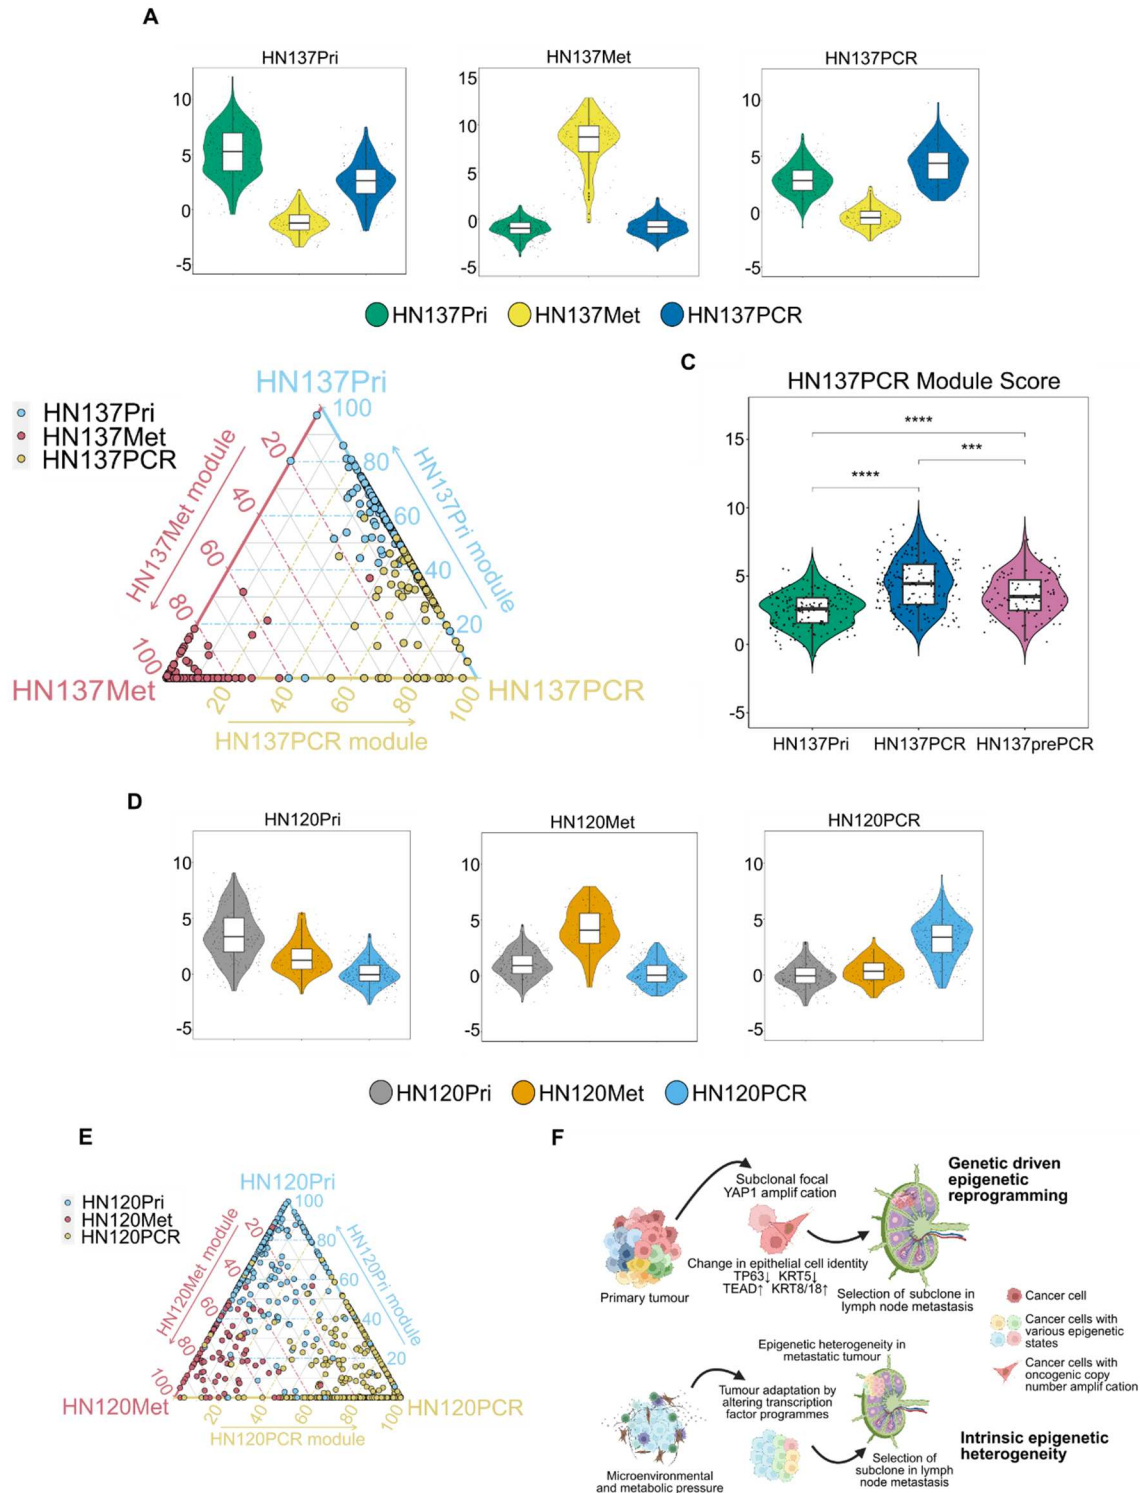 A
HN137Pri
10
5
0
-5
HN137Met
15
10
5
0
-5
HN137PCR
10
5
0
-5
HN137Pri HN137Met HN137PCR
HN137Pri
HN137Met
HN137PCR
HN137Pri
100
80
60
40
20
HN137Pri module
HN137Met module
20
40
60
80
100
HN137Met
20
40
60
80
100
HN137PCR
HN137PCR module
C
HN137PCR Module Score
15
10
5
0
-5
****
***
****
HN137Pri HN137PCR HN137prePCR
D
HN120Pri
10
5
0
-5
HN120Met
10
5
0
-5
HN120PCR
10
5
0
-5
HN120Pri HN120Met HN120PCR
E
HN120Pri
HN120Met
HN120PCR
HN120Pri
100
80
60
40
20
HN120Pri module
HN120Met module
20
40
60
80
100
HN120Met
20
40
60
80
100
HN120PCR
HN120PCR module
F
Subclonal focal
YAP1 amplif cation
Genetic driven
epigenetic
reprogramming
Primary tumour
Change in epithelial cell identity
TP63↓ KRT5↓
TEAD↑ KRT8/18↑
Selection of subclone in
lymph node metastasis
Cancer cell
Cancer cells with
various epigenetic
states
Cancer cells with
oncogenic copy
number amplif cation
Epigenetic heterogeneity in
metastatic tumour
Tumour adaptation by
altering transcription
factor programmes
Microenvironmental
and metabolic pressure
Selection of
subclone in lymph
node metastasis
Intrinsic epigenetic
heterogeneity